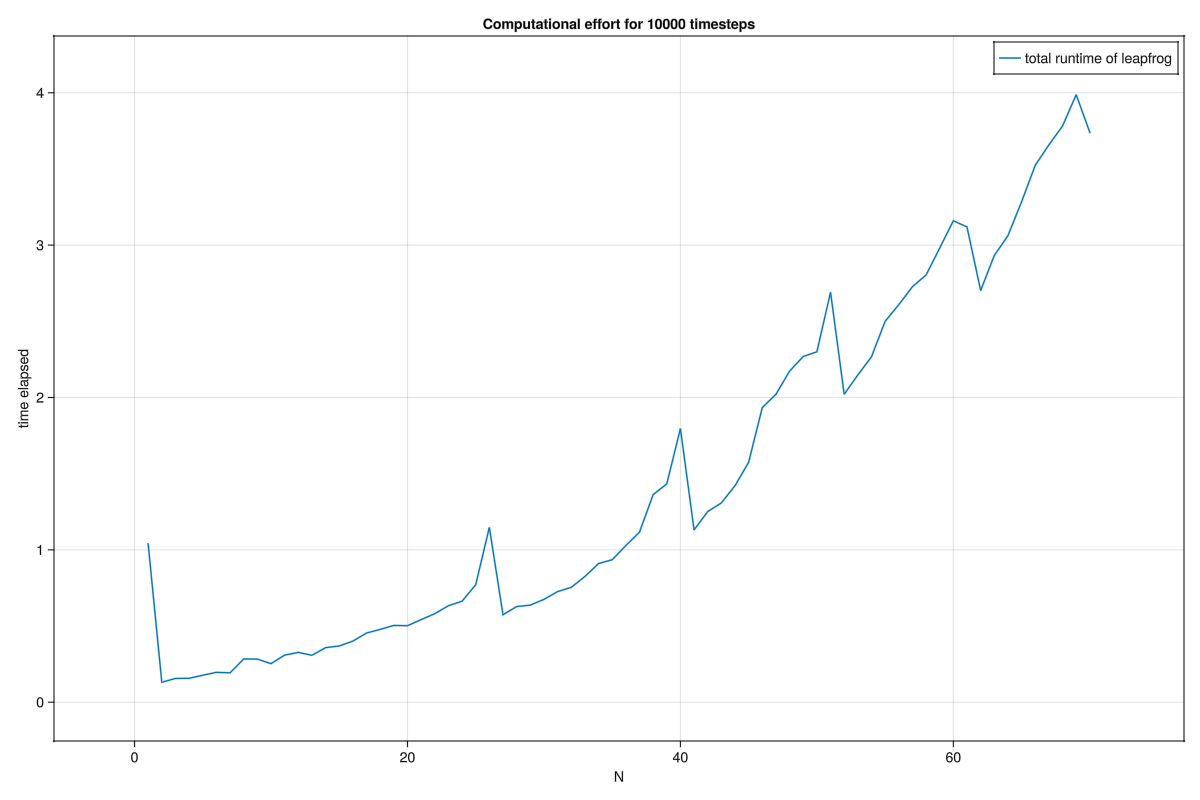 Computational effort for 10000 timesteps
total runtime of leapfrog
4
3
2
1
0
time elapsed
0 20 40 60
N